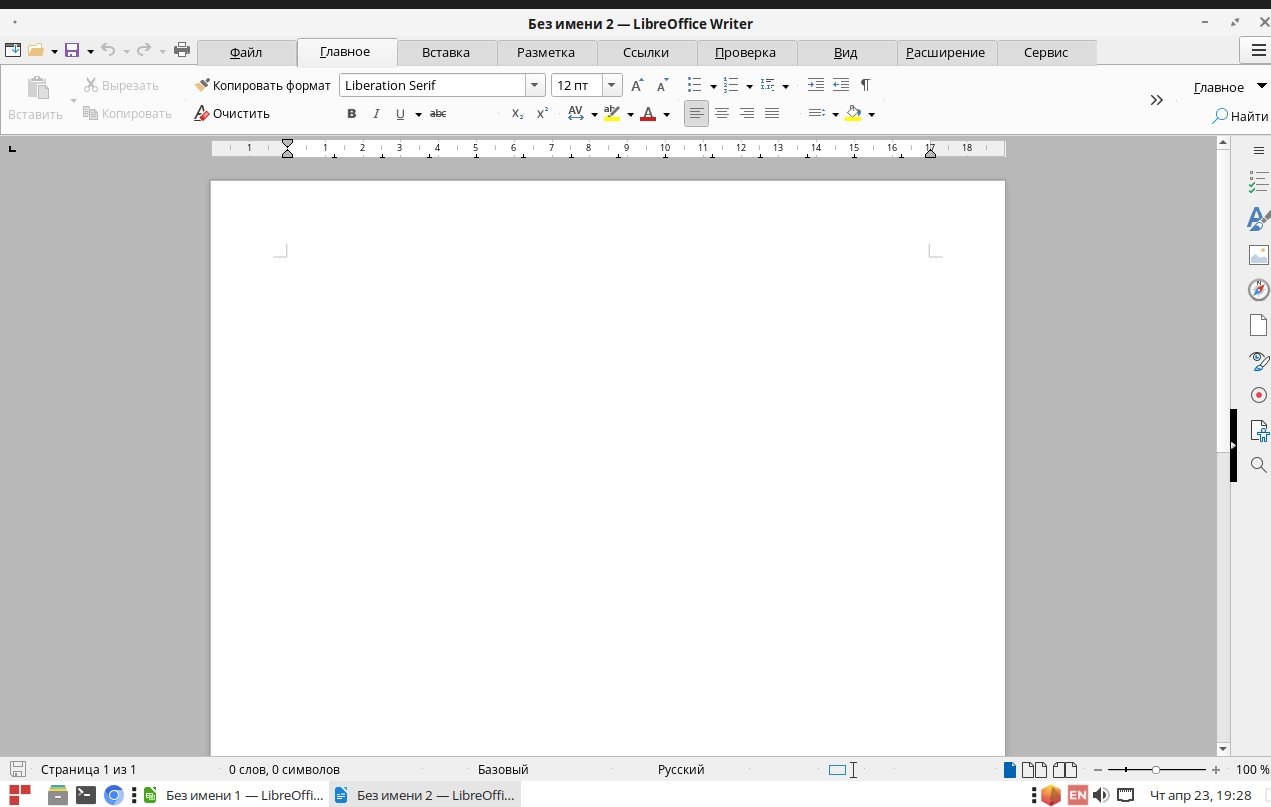 Без имени 2 — LibreOffice Writer
Файл Главное Вставка Разметка Ссылки Проверка Вид Расширение Сервис
Вставить
Вырезать
Копировать
Копировать формат
Очистить
Liberation Serif
12 пт
Главное
Найти
1 1 2 3 4 5 6 7 8 9 10 11 12 13 14 15 16 17 18
Страница 1 из 1 0 слов, 0 символов Базовый Русский 100 %
Без имени 1 — LibreOffi... Без имени 2 — LibreOffi... EN Чт апр 23, 19:28